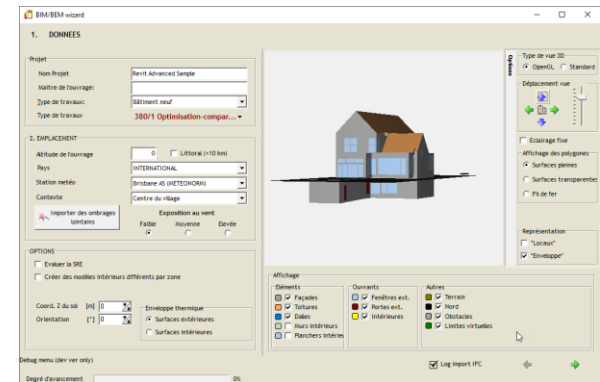 BIM/BEM wizard
1. DONNEES
Projet
Nom Projet Revit Advanced Sample
Maitre de l'ouvrage:
Type de travaux: Bâtiment neuf
Type de travaux 380/1 Optimisation-compar...
2. EMPLACEMENT
Altitude de l'ouvrage 0 Littoral (<10 km)
Pays INTERNATIONAL
Station metéo Brisbane AS (METEONORM)
Contexte Centre du village
Importer des ombrages lointains
Exposition au vent
Faible Moyenne Elevée
OPTIONS
Evaluer la SRE
Créer des modèles intérieurs différents par zone
Coord. Z du sol [m] 0
Orientation [°] 0
Enveloppe thermique
Surfaces extérieures
Surfaces intérieures
Debug menu (dev ver only)
Degré d'avancement 0%
Options
Type de vue 3D
OpenGL Standard
Déplacement vue
Eclairage fixe
Affichage des polygones
Surfaces pleines
Surfaces transparentes
Fil de fer
Représentation
"Locaux"
"Enveloppe"
Affichage
Eléments
Façades
Toitures
Dalles
Murs intérieurs
Planchers intérieu
Ouvrants
Fenêtres ext.
Portes ext.
Intérieures
Autres
Terrain
Nord
Obstacles
Limites virtuelles
Log import IFC